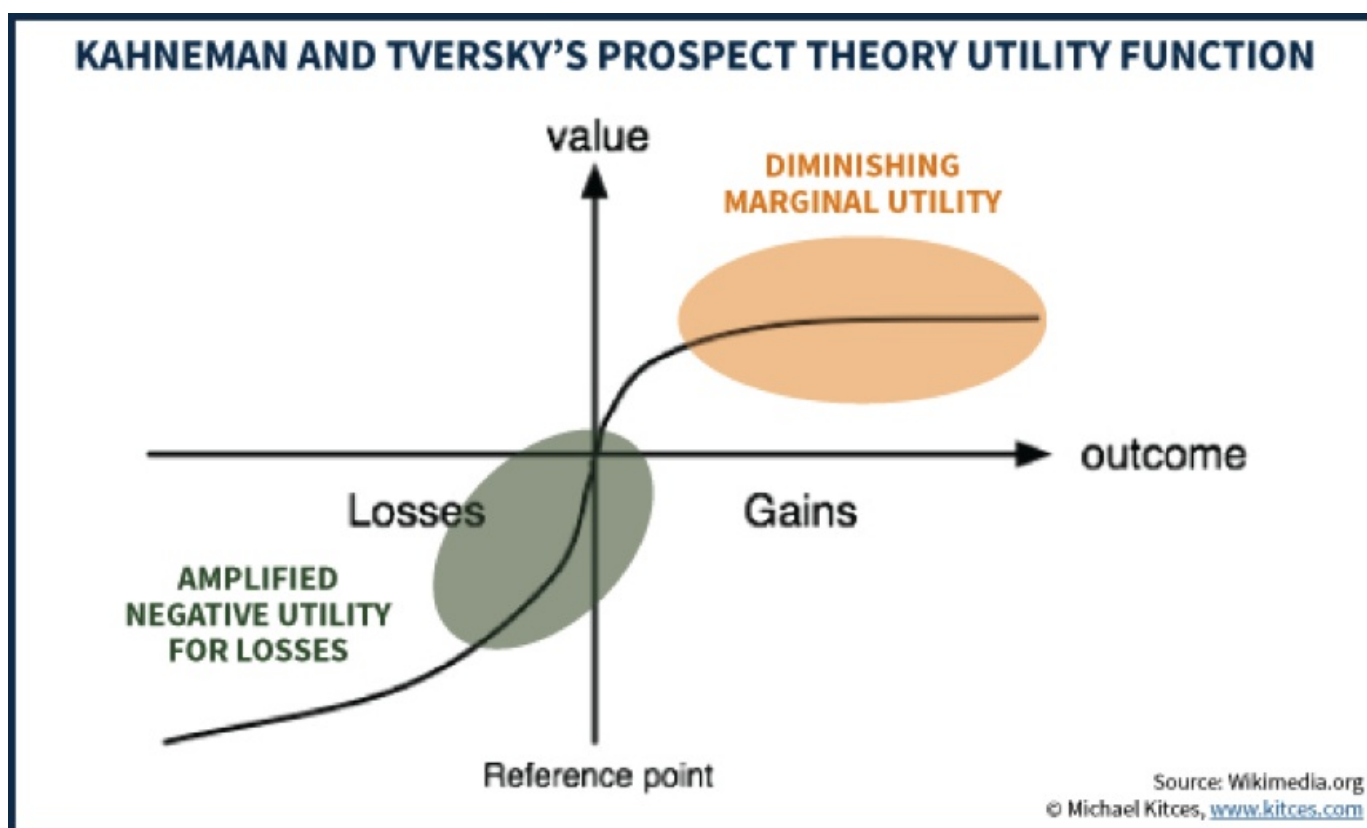 KAHNEMAN AND TVERSKY'S PROSPECT THEORY UTILITY FUNCTION
value
DIMINISHING
MARGINAL UTILITY
outcome
Losses
Gains
AMPLIFIED
NEGATIVE UTILITY
FOR LOSSES
Reference point
Source: Wikimedia.org
© Michael Kitces, www.kitces.com